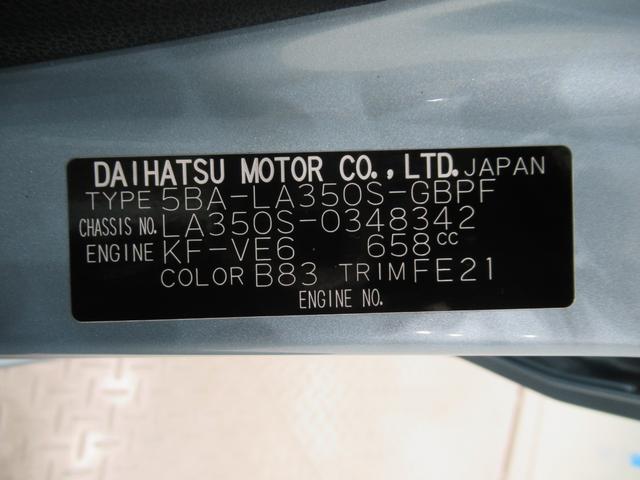 DAIHATSU MOTOR CO.,LTD. JAPAN
TYPE 5BA-LA350S-GBPF
CHASSIS NO. LA350S-0348342
ENGINE KF-VE6 658cc
COLOR B83 TRIM FE21
ENGINE NO.